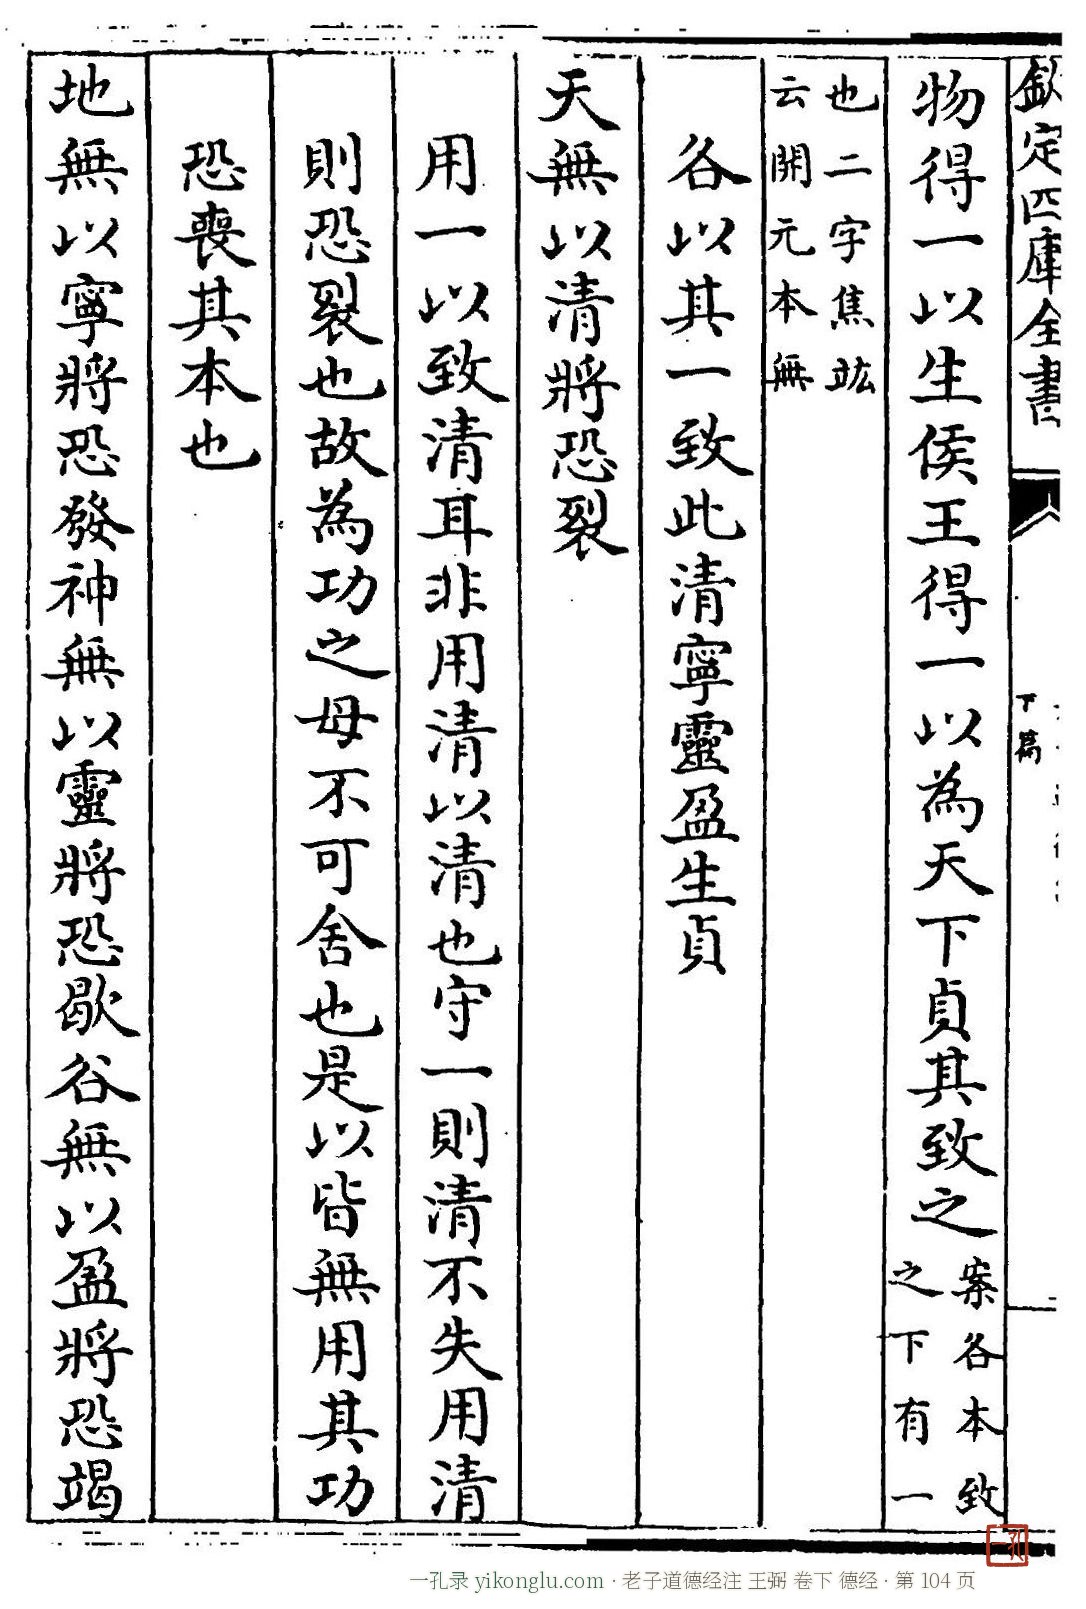 欽定四庫全書
下篇
物得一以生侯王得一以為天下貞其致之案各本致之下有一
也二字焦竑云開元本無
各以其一致此清寧靈盈生貞
天無以清將恐裂
用一以致清耳非用清以清也守一則清不失用清
則恐裂也故為功之母不可舍也是以皆無用其功
恐喪其本也
地無以寧將恐發神無以靈將恐歇谷無以盈將恐竭
一孔
一孔录 yikonglu.com · 老子道德经注 王弼 卷下 德经 · 第 104 页